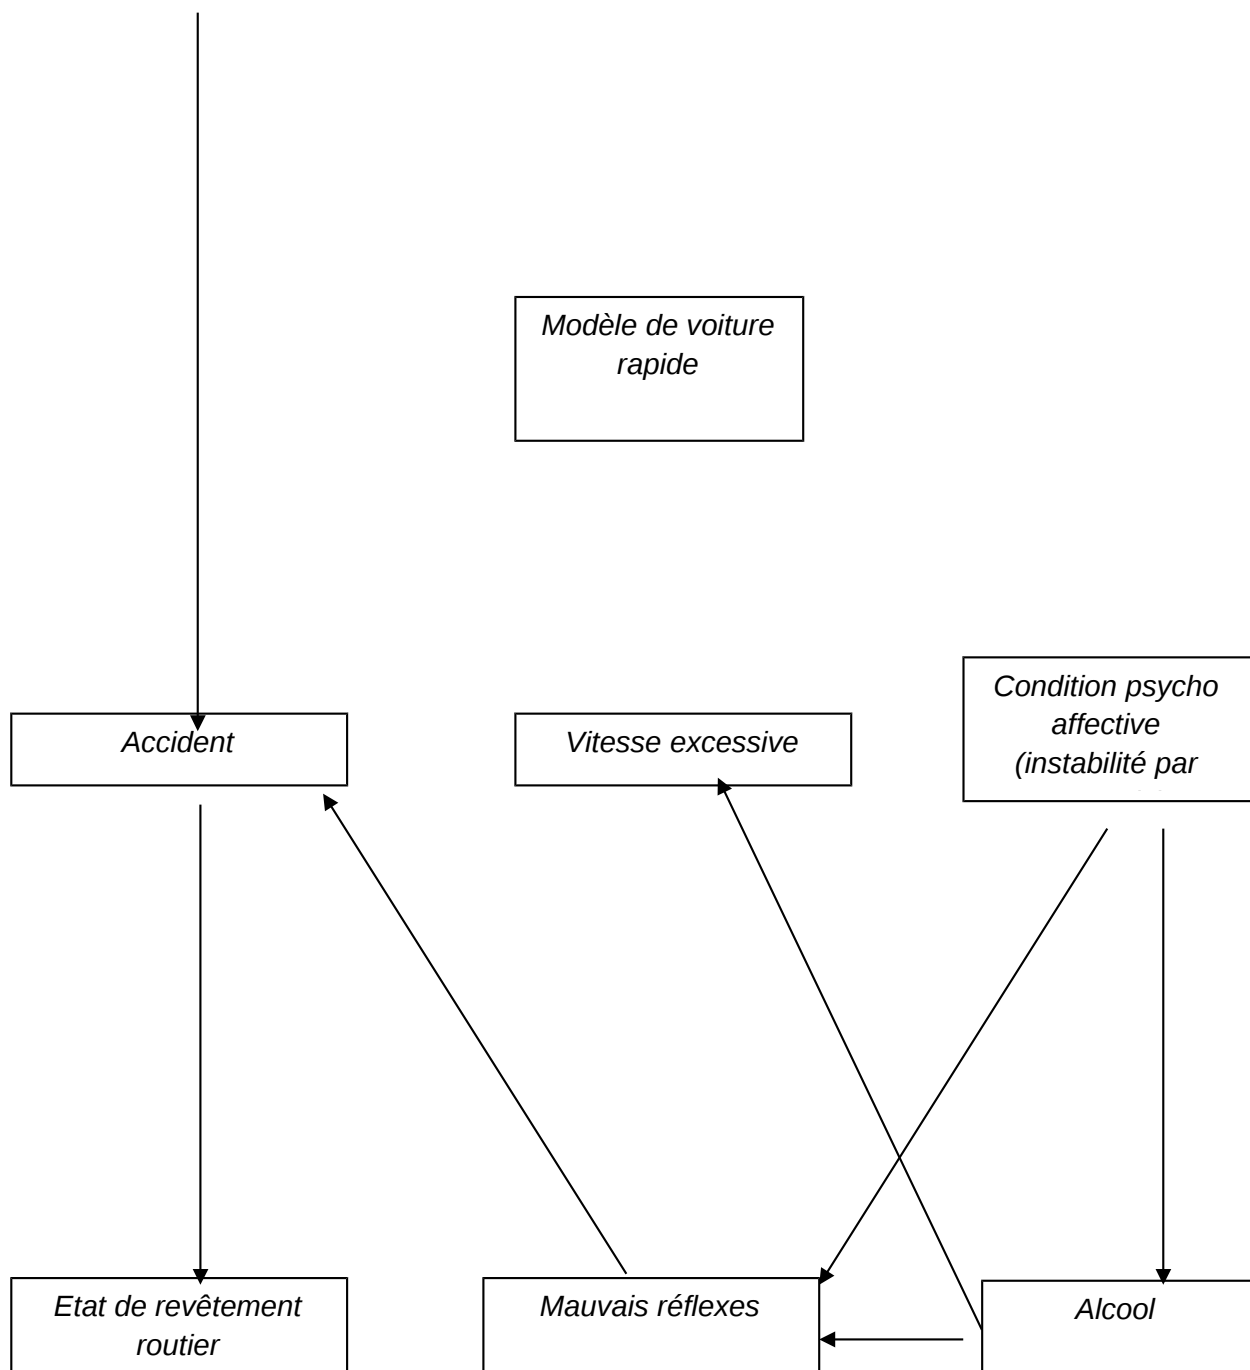 Modèle de voiture
rapide
Condition psycho
affective
(instabilité par
Accident
Vitesse excessive
Etat de revêtement
routier
Mauvais réflexes
Alcool